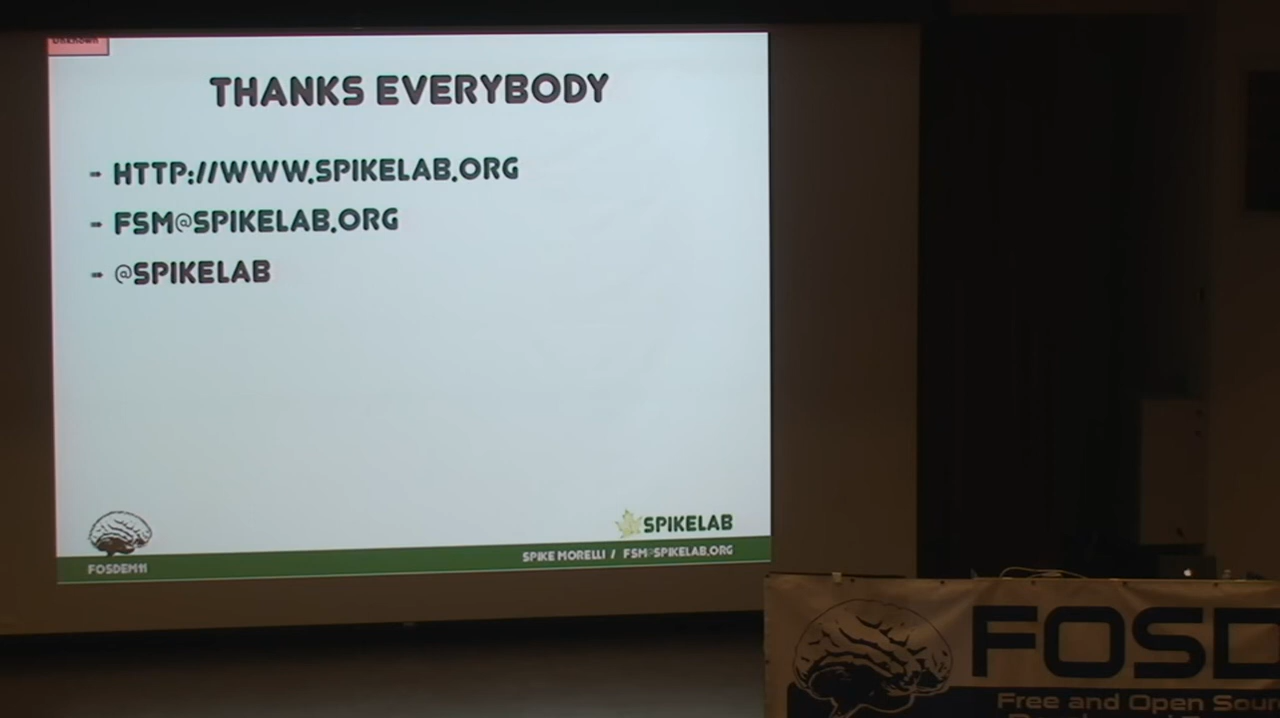 Unknown
THANKS EVERYBODY
- HTTP://WWW.SPIKELAB.ORG
- FSM@SPIKELAB.ORG
- @SPIKELAB
SPIKELAB
SPIKE MORELLI / FSM@SPIKELAB.ORG
FOSDEM11
FOSD
Free and Open Sour